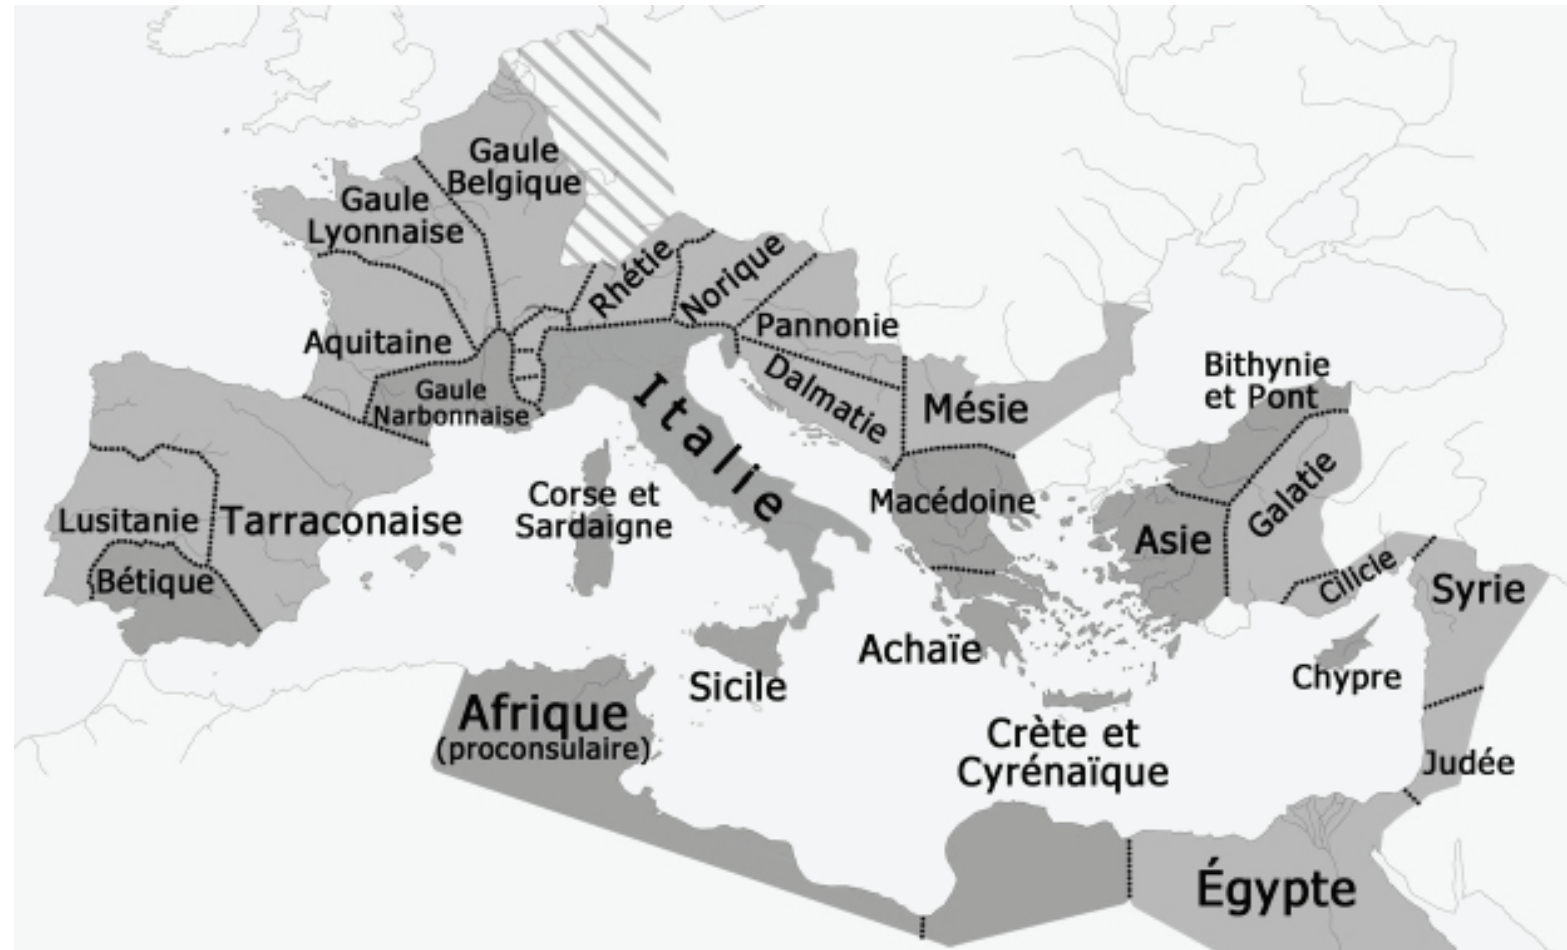 Gaule
Belgique
Gaule
Lyonnaise
Rhétie
Norique
Aquitaine
Pannonie
Gaule
Narbonnaise
Italie
Dalmatie
Mésie
Bithynie
et Pont
Galatie
Lusitanie
Tarraconaise
Corse et
Sardaigne
Macédoine
Asie
Bétique
Cilicie
Syrie
Achaïe
Sicile
Chypre
Afrique
(proconsulaire)
Crète et
Cyrénaïque
Judée
Égypte